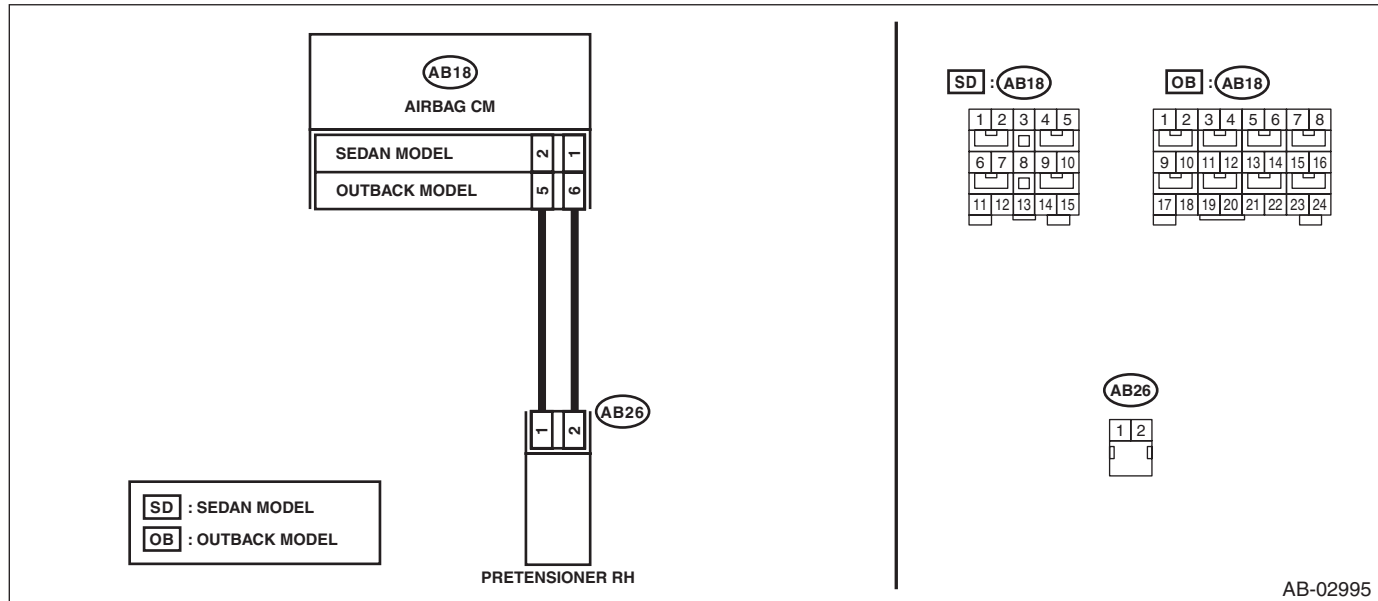 AB18
AIRBAG CM
SEDAN MODEL 2 1
OUTBACK MODEL 5 6
AB26
1 2
PRETENSIONER RH
SD : SEDAN MODEL
OB : OUTBACK MODEL
SD : AB18
1 2 3 4 5
6 7 8 9 10
11 12 13 14 15
OB : AB18
1 2 3 4 5 6 7 8
9 10 11 12 13 14 15 16
17 18 19 20 21 22 23 24
AB26
1 2
AB-02995